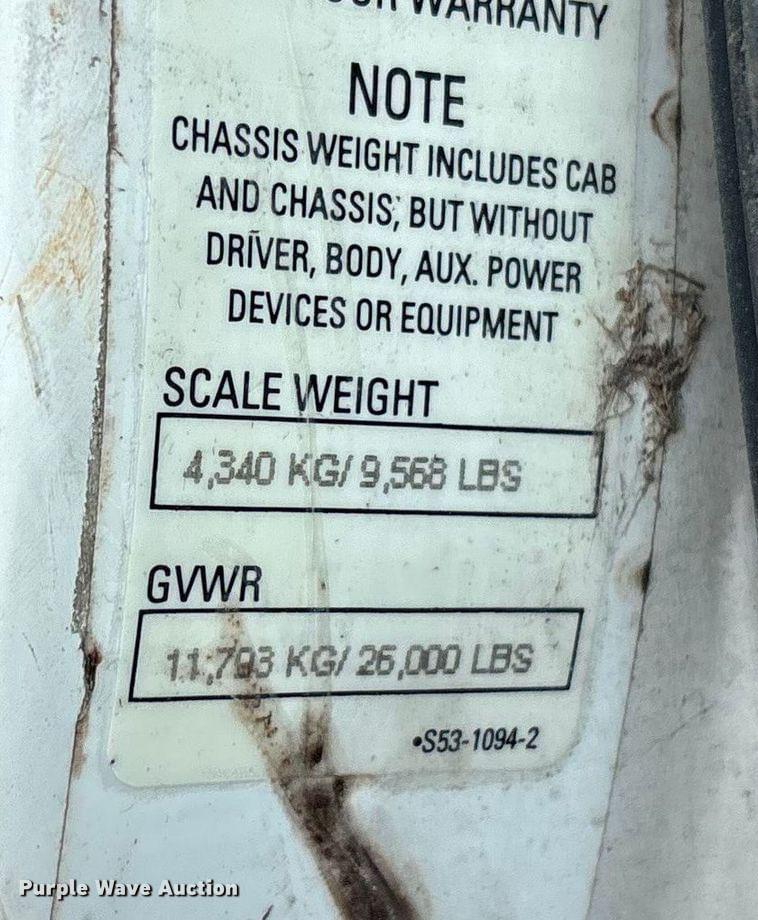 WARRANTY
NOTE
CHASSIS WEIGHT INCLUDES CAB
AND CHASSIS, BUT WITHOUT
DRIVER, BODY, AUX. POWER
DEVICES OR EQUIPMENT
SCALE WEIGHT
4,340 KG/ 9,568 LBS
GVWR
11,793 KG/ 26,000 LBS
•S53-1094-2
Purple Wave Auction